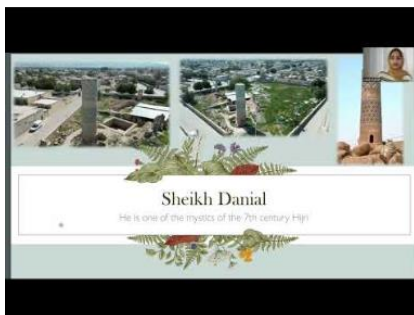 Sheikh Danial
He is one of the mystics of the 7th century Hijri